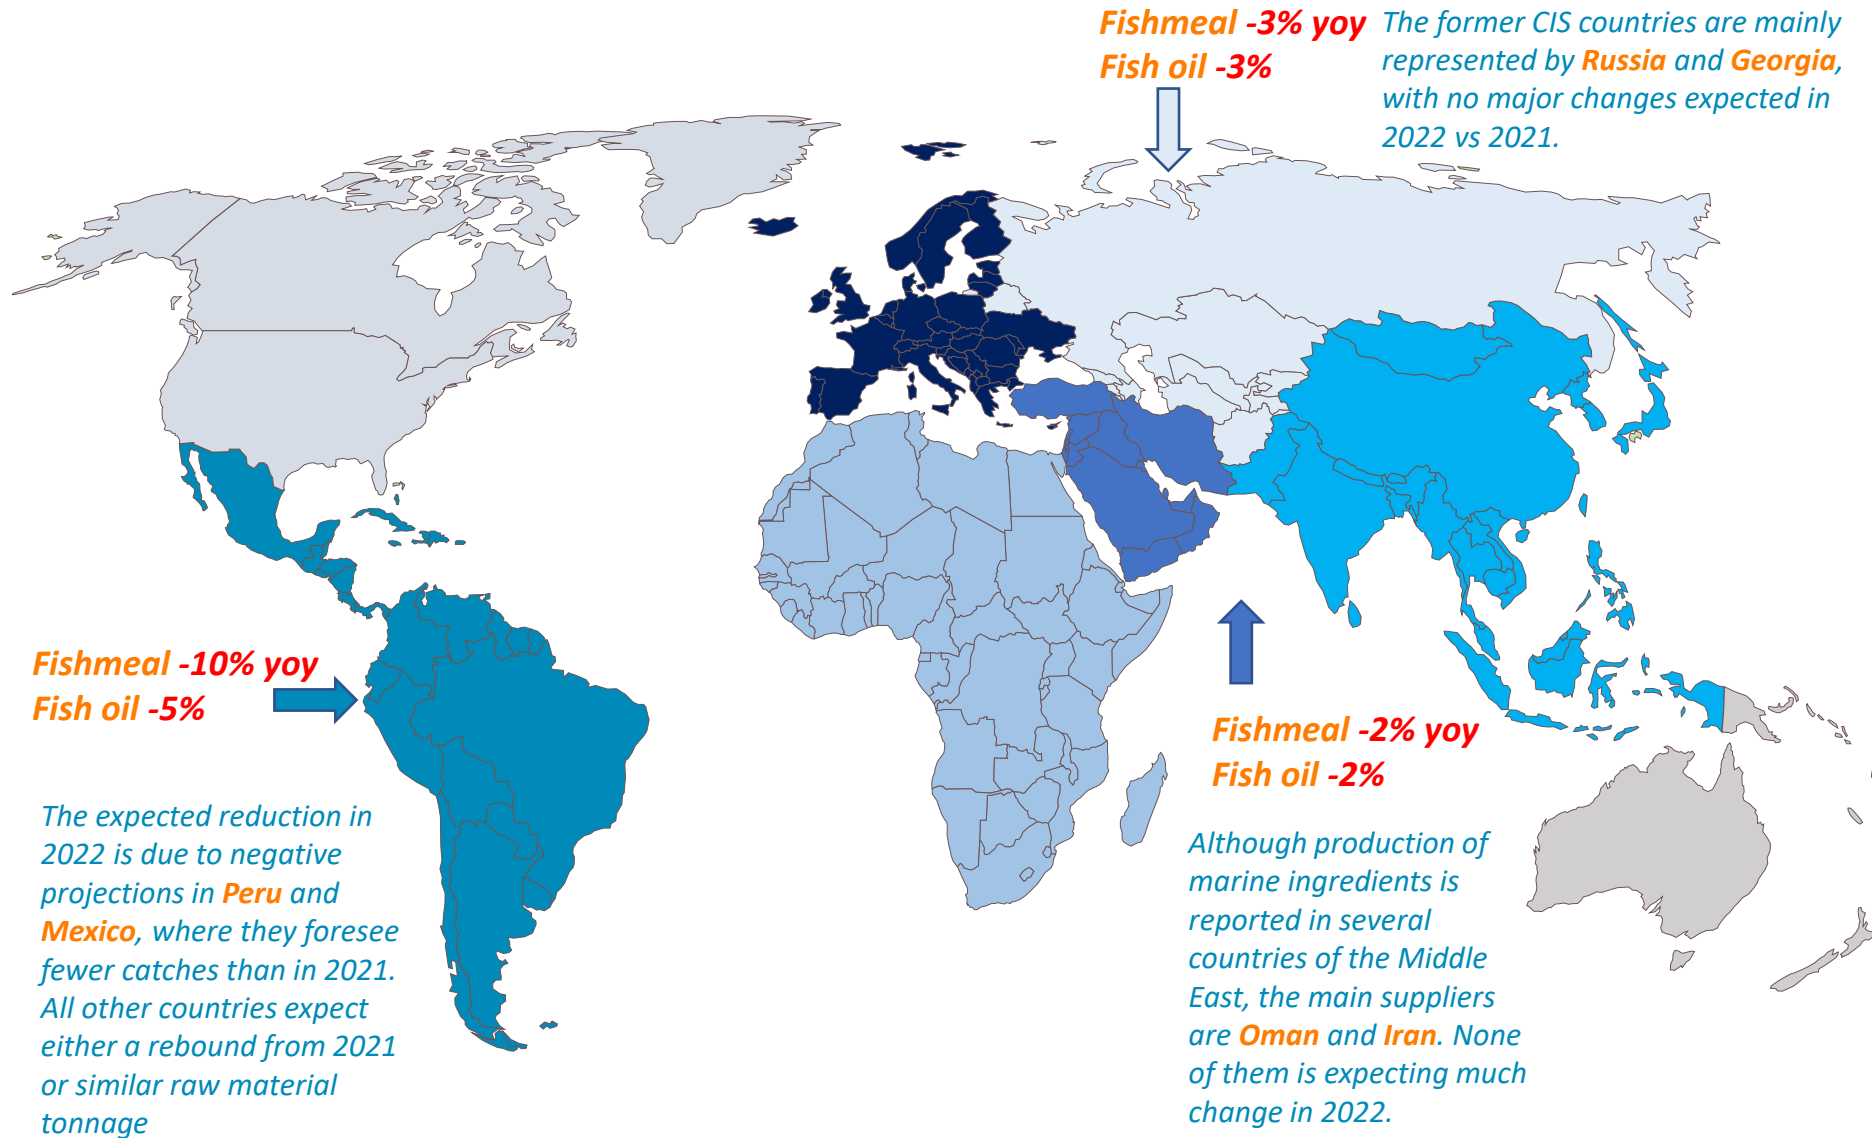 Fishmeal -3% yoy
Fish oil -3%
The former CIS countries are mainly
represented by Russia and Georgia,
with no major changes expected in
2022 vs 2021.
Fishmeal -10% yoy
Fish oil -5%
The expected reduction in
2022 is due to negative
projections in Peru and
Mexico, where they foresee
fewer catches than in 2021.
All other countries expect
either a rebound from 2021
or similar raw material
tonnage
Fishmeal -2% yoy
Fish oil -2%
Although production of
marine ingredients is
reported in several
countries of the Middle
East, the main suppliers
are Oman and Iran. None
of them is expecting much
change in 2022.